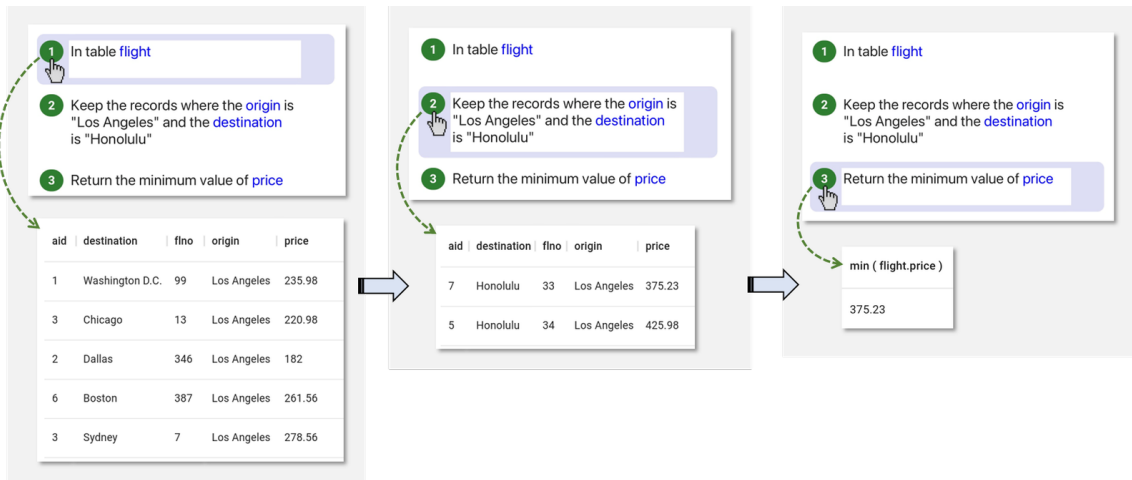 1 In table flight
2 Keep the records where the origin is
"Los Angeles" and the destination
is "Honolulu"
3 Return the minimum value of price
aid destination flno origin price
1 Washington D.C. 99 Los Angeles 235.98
3 Chicago 13 Los Angeles 220.98
2 Dallas 346 Los Angeles 182
6 Boston 387 Los Angeles 261.56
3 Sydney 7 Los Angeles 278.56
1 In table flight
2 Keep the records where the origin is
"Los Angeles" and the destination
is "Honolulu"
3 Return the minimum value of price
aid destination flno origin price
7 Honolulu 33 Los Angeles 375.23
5 Honolulu 34 Los Angeles 425.98
1 In table flight
2 Keep the records where the origin is
"Los Angeles" and the destination
is "Honolulu"
3 Return the minimum value of price
min ( flight.price )
375.23